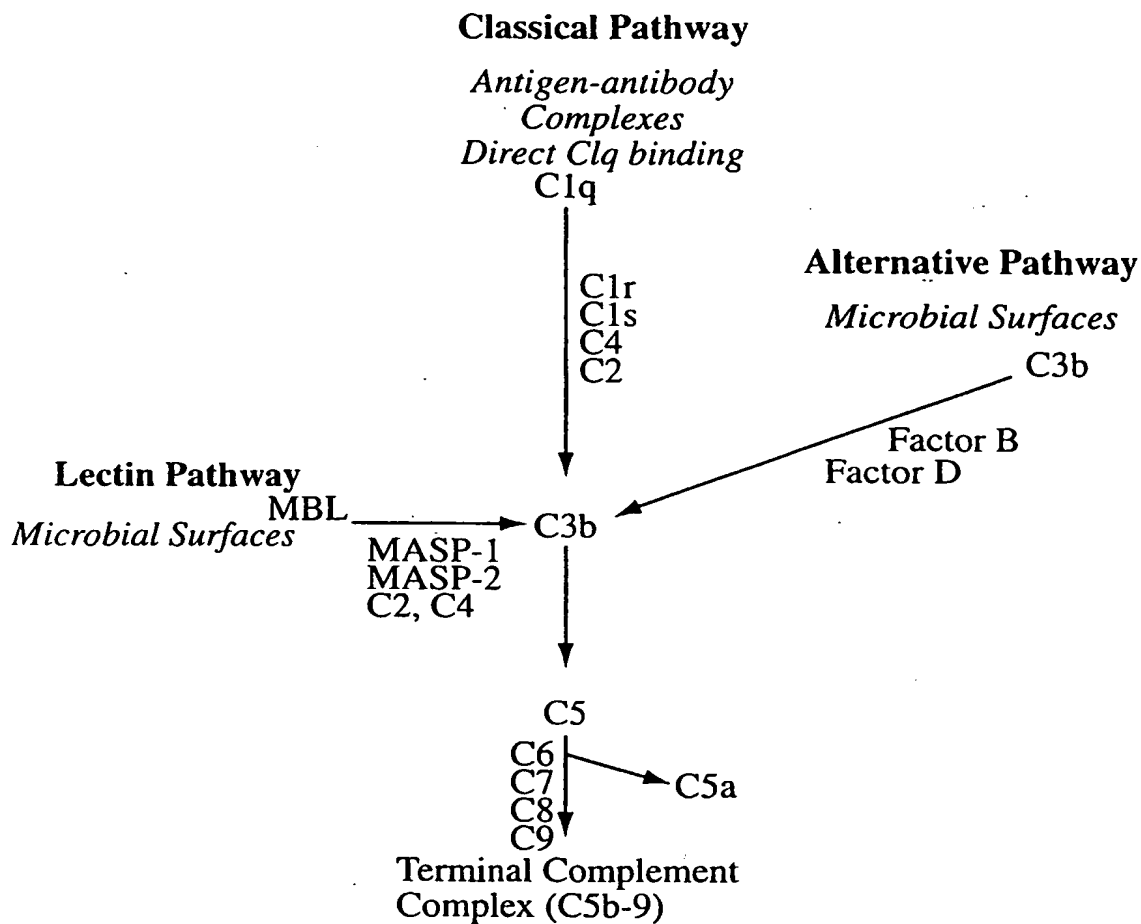 Classical Pathway
Antigen-antibody
Complexes
Direct Clq binding
C1q
C1r
C1s
C4
C2
Alternative Pathway
Microbial Surfaces
C3b
Factor B
Factor D
Lectin Pathway
MBL
Microbial Surfaces
MASP-1
MASP-2
C2, C4
C3b
C5
C6
C7
C8
C9
C5a
Terminal Complement
Complex (C5b-9)